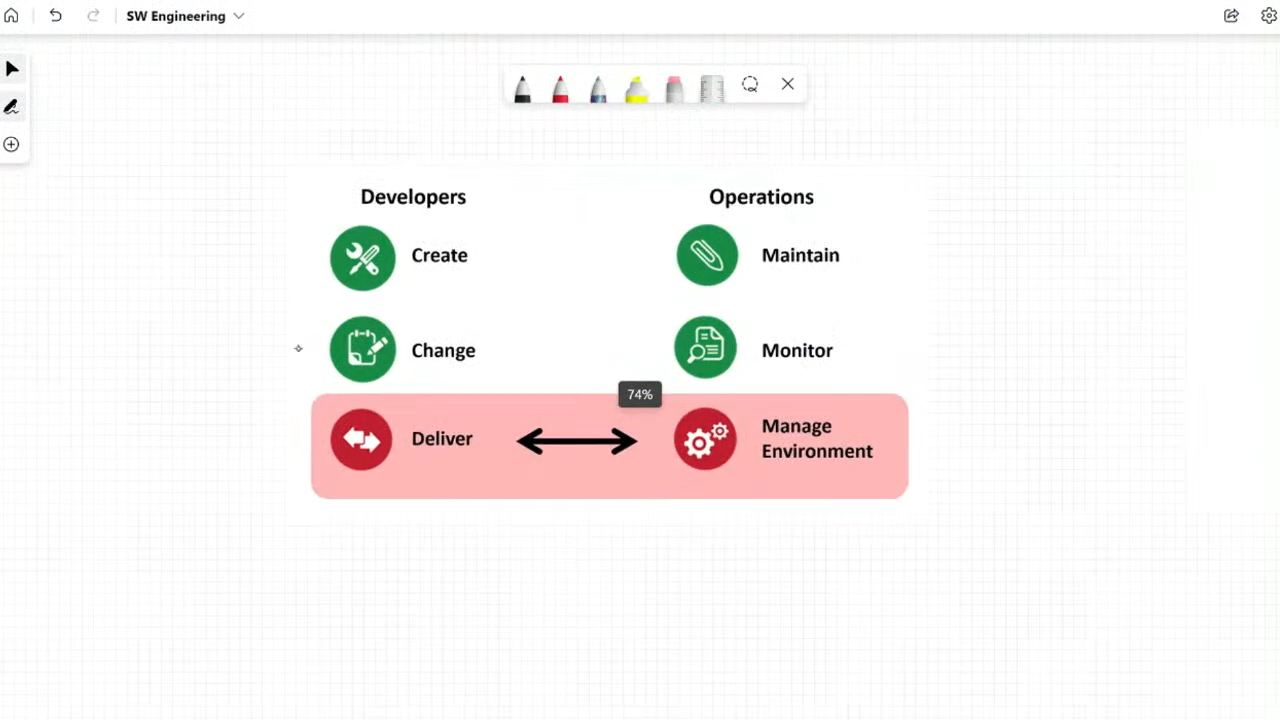 SW Engineering
Developers
Operations
Create
Maintain
Change
Monitor
74%
Deliver
Manage
Environment